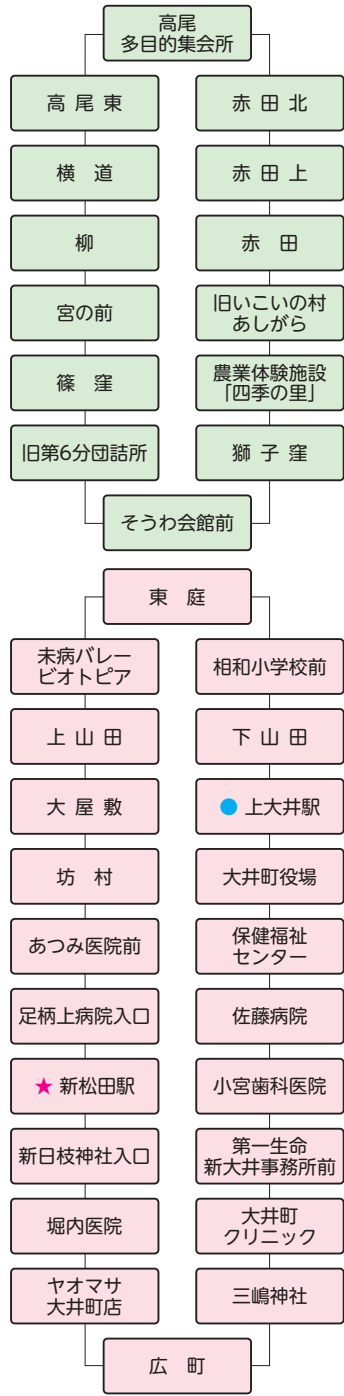 高尾
多目的集会所
高尾東
赤田北
横道
赤田上
柳
赤田
宮の前
旧いこいの村
あしがら
篠窪
農業体験施設
「四季の里」
旧第6分団詰所
獅子窪
そうわ会館前
東庭
未病バレー
ビオトピア
相和小学校前
上山田
下山田
大屋敷
● 上大井駅
坊村
大井町役場
あつみ医院前
保健福祉
センター
足柄上病院入口
佐藤病院
★ 新松田駅
小宮歯科医院
新日枝神社入口
第一生命
新大井事務所前
堀内医院
大井町
クリニック
ヤオマサ
大井町店
三嶋神社
広町